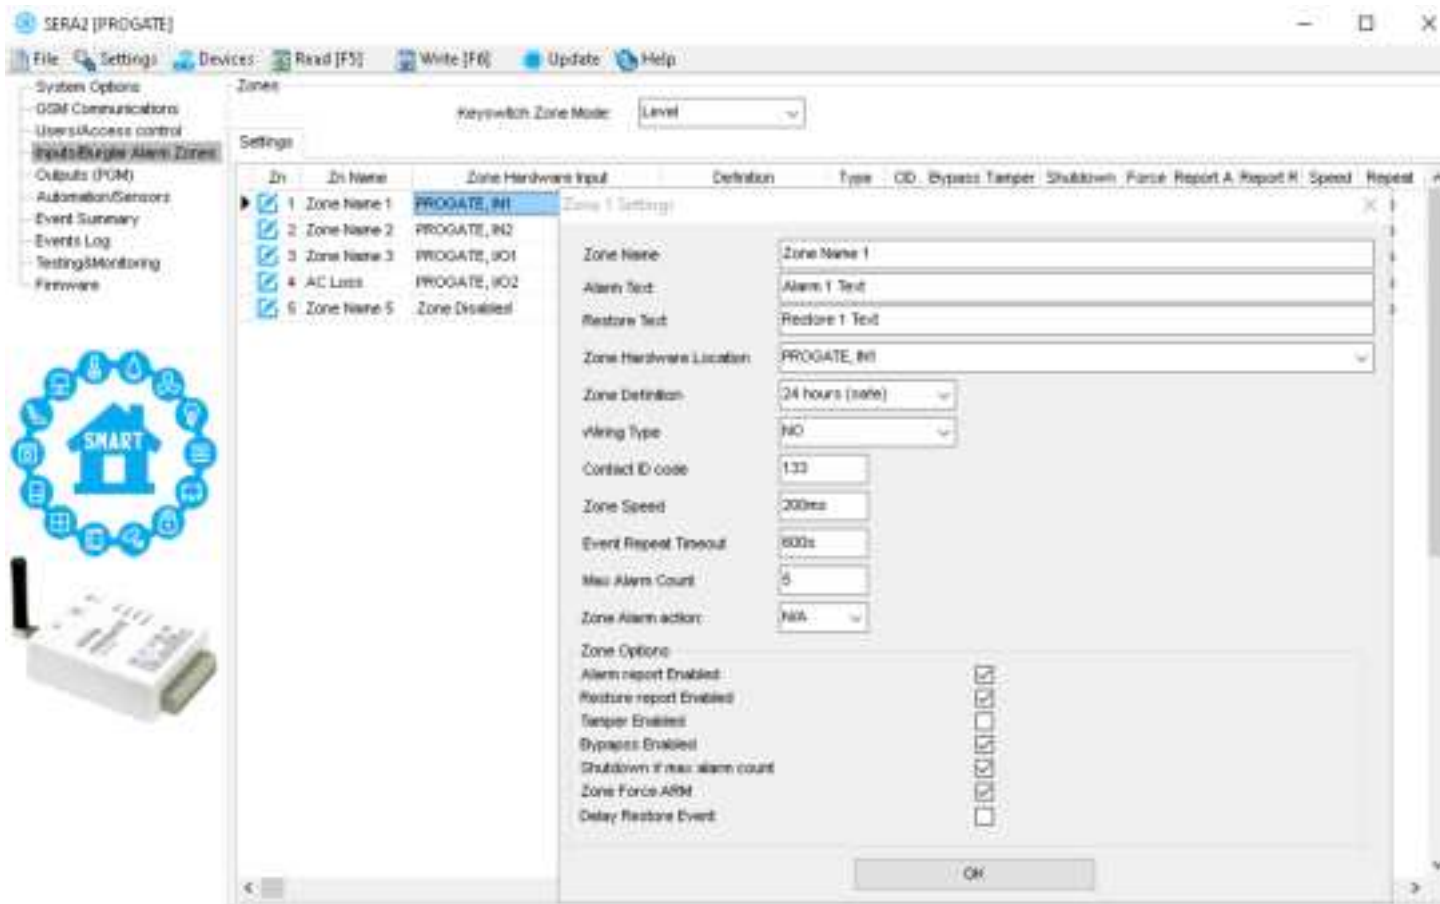 SERA2 [PROGATE]
File Settings Devices Read [F5] Write [F6] Update Help
System Options
GSM Communications
Users/Access control
Inputs/Burglar Alarm Zones
Outputs (PGM)
Automation/Sensors
Event Summary
Events Log
Testing&Monitoring
Firmware
SMART
Zones
Keyswitch Zone Mode: Level
Settings
Zn Zn Name Zone Hardware Input Definition Type CID Bypass Tamper Shutdown Force Report A Report R Speed Repeat
1 Zone Name 1 PROGATE, IN1
2 Zone Name 2 PROGATE, IN2
3 Zone Name 3 PROGATE, I/O1
4 AC Loss PROGATE, I/O2
5 Zone Name 5 Zone Disabled
Zone 1 Settings
Zone Name Zone Name 1
Alarm Text Alarm 1 Text
Restore Text Restore 1 Text
Zone Hardware Location PROGATE, IN1
Zone Definition 24 hours (safe)
Wiring Type NO
Contact ID code 133
Zone Speed 200ms
Event Repeat Timeout 600s
Max Alarm Count 5
Zone Alarm action: N/A
Zone Options
Alarm report Enabled
Restore report Enabled
Tamper Enabled
Bypapss Enabled
Shutdown if max alarm count
Zone Force ARM
Delay Restore Event
OK